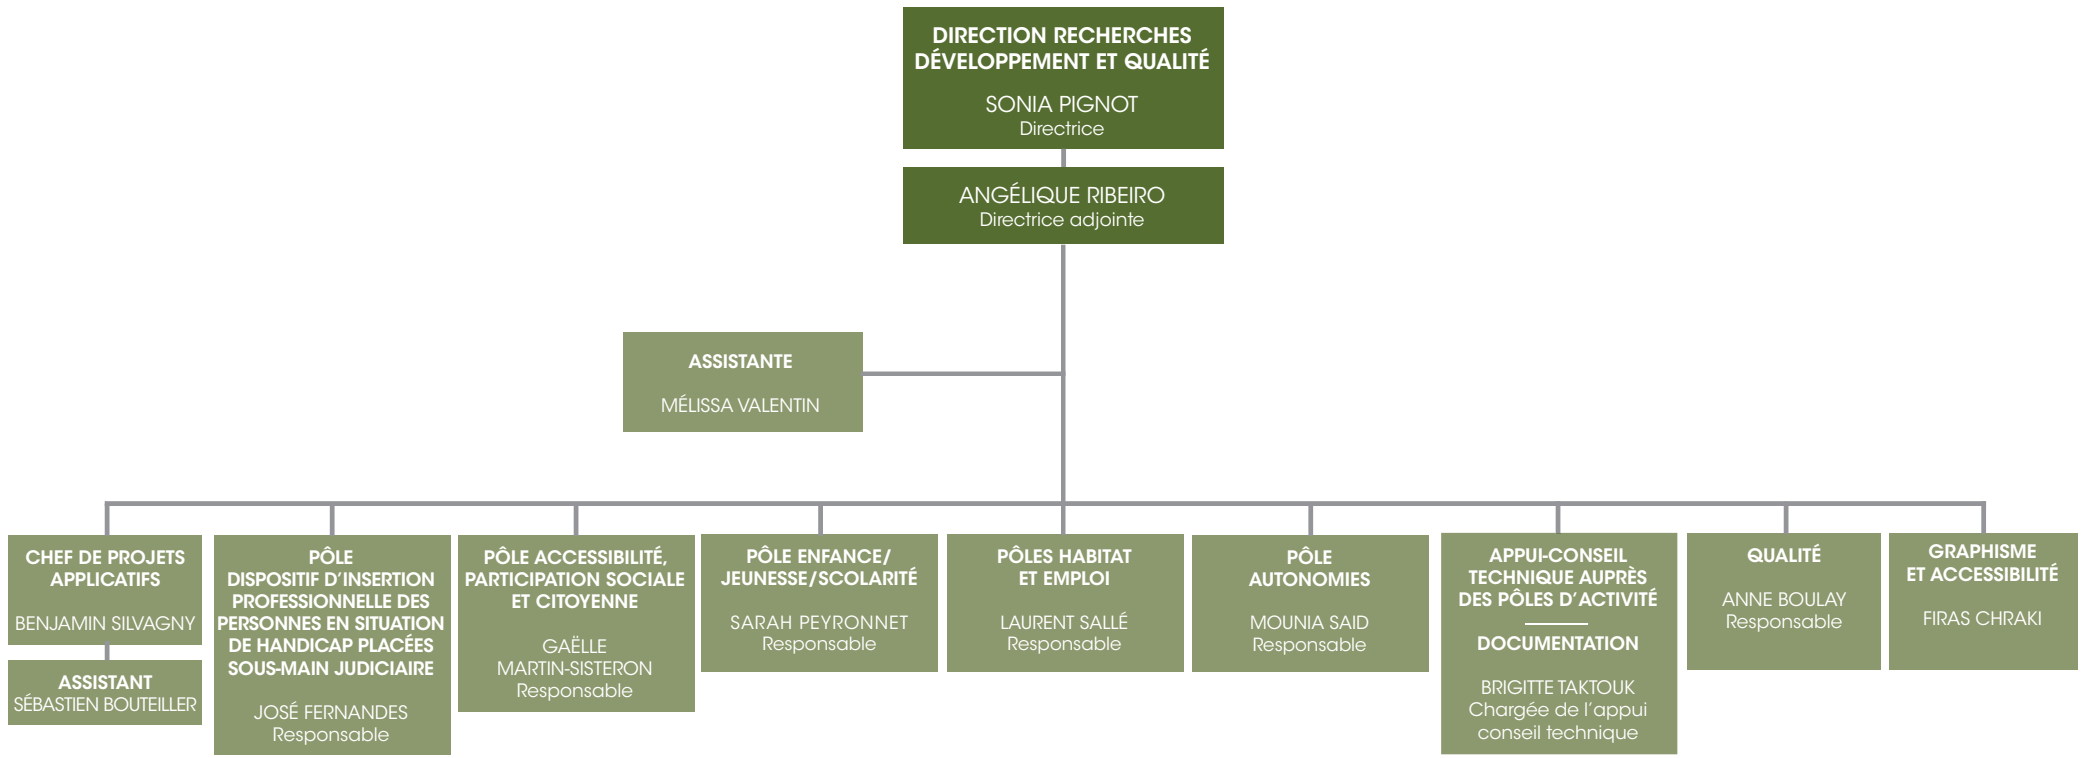 DIRECTION RECHERCHES
DÉVELOPPEMENT ET QUALITÉ
SONIA PIGNOT
Directrice
ANGÉLIQUE RIBEIRO
Directrice adjointe
ASSISTANTE
MÉLISSA VALENTIN
CHEF DE PROJETS
APPLICATIFS
BENJAMIN SILVAGNY
ASSISTANT
SÉBASTIEN BOUTEILLER
PÔLE
DISPOSITIF D'INSERTION
PROFESSIONNELLE DES
PERSONNES EN SITUATION
DE HANDICAP PLACÉES
SOUS-MAIN JUDICIAIRE
JOSÉ FERNANDES
Responsable
PÔLE ACCESSIBILITÉ,
PARTICIPATION SOCIALE
ET CITOYENNE
GAËLLE
MARTIN-SISTERON
Responsable
PÔLE ENFANCE/
JEUNESSE/SCOLARITÉ
SARAH PEYRONNET
Responsable
PÔLES HABITAT
ET EMPLOI
LAURENT SALLÉ
Responsable
PÔLE
AUTONOMIES
MOUNIA SAID
Responsable
APPUI-CONSEIL
TECHNIQUE AUPRÈS
DES PÔLES D'ACTIVITÉ
DOCUMENTATION
BRIGITTE TAKTOUK
Chargée de l'appui
conseil technique
QUALITÉ
ANNE BOULAY
Responsable
GRAPHISME
ET ACCESSIBILITÉ
FIRAS CHRAKI